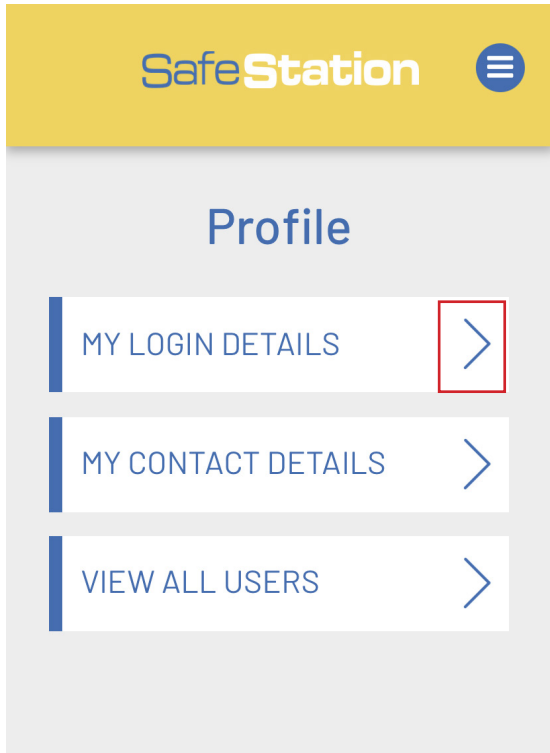 SafeStation
Profile
MY LOGIN DETAILS
MY CONTACT DETAILS
VIEW ALL USERS